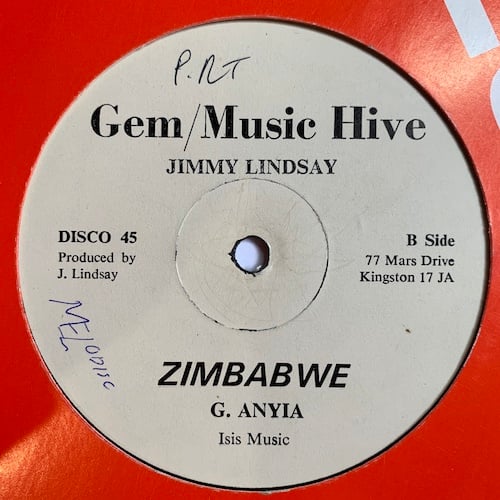 P.RT
Gem/Music Hive
JIMMY LINDSAY
DISCO 45
Produced by
J. Lindsay
B Side
77 Mars Drive
Kingston 17 JA
MELODISC
ZIMBABWE
G. ANYIA
Isis Music